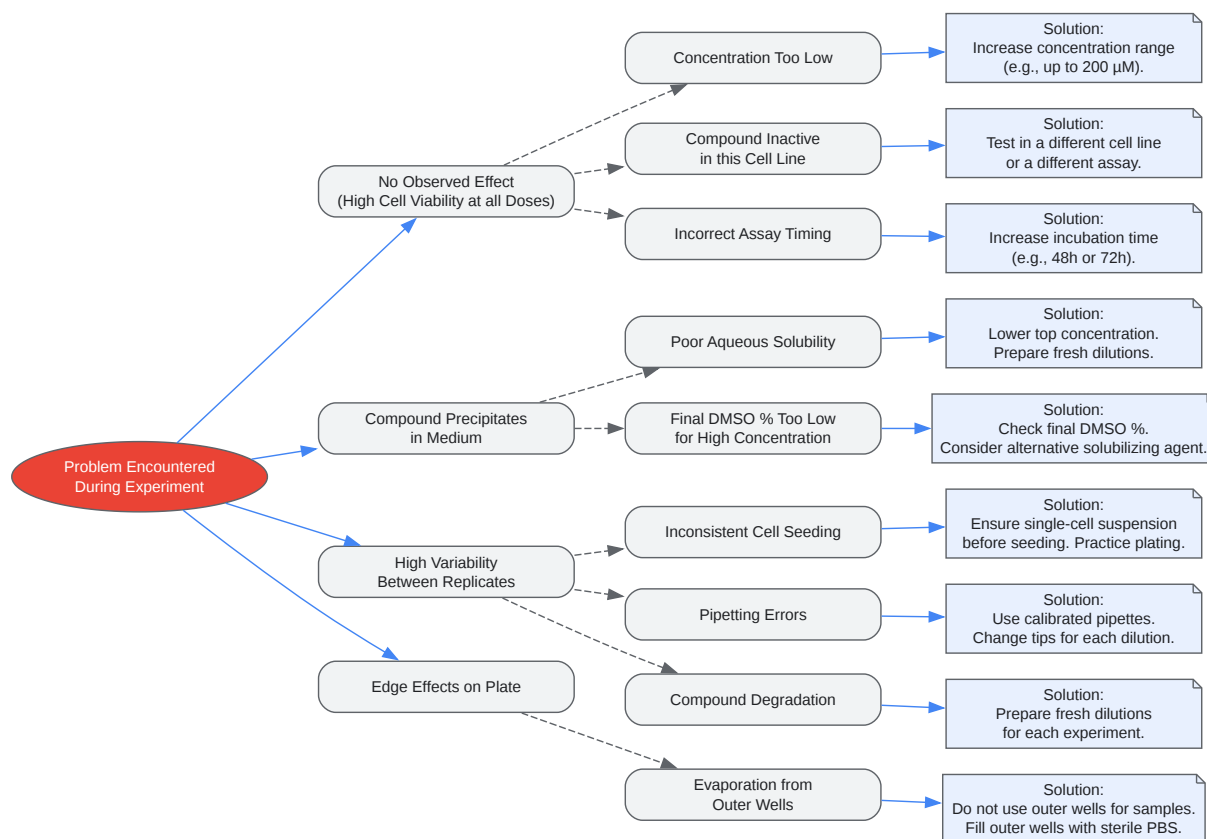 Problem Encountered
During Experiment
No Observed Effect
(High Cell Viability at all Doses)
Concentration Too Low
Solution:
Increase concentration range
(e.g., up to 200 µM).
Compound Inactive
in this Cell Line
Solution:
Test in a different cell line
or a different assay.
Incorrect Assay Timing
Solution:
Increase incubation time
(e.g., 48h or 72h).
Compound Precipitates
in Medium
Poor Aqueous Solubility
Solution:
Lower top concentration.
Prepare fresh dilutions.
Final DMSO % Too Low
for High Concentration
Solution:
Check final DMSO %.
Consider alternative solubilizing agent.
High Variability
Between Replicates
Inconsistent Cell Seeding
Solution:
Ensure single-cell suspension
before seeding. Practice plating.
Pipetting Errors
Solution:
Use calibrated pipettes.
Change tips for each dilution.
Compound Degradation
Solution:
Prepare fresh dilutions
for each experiment.
Edge Effects on Plate
Evaporation from
Outer Wells
Solution:
Do not use outer wells for samples.
Fill outer wells with sterile PBS.